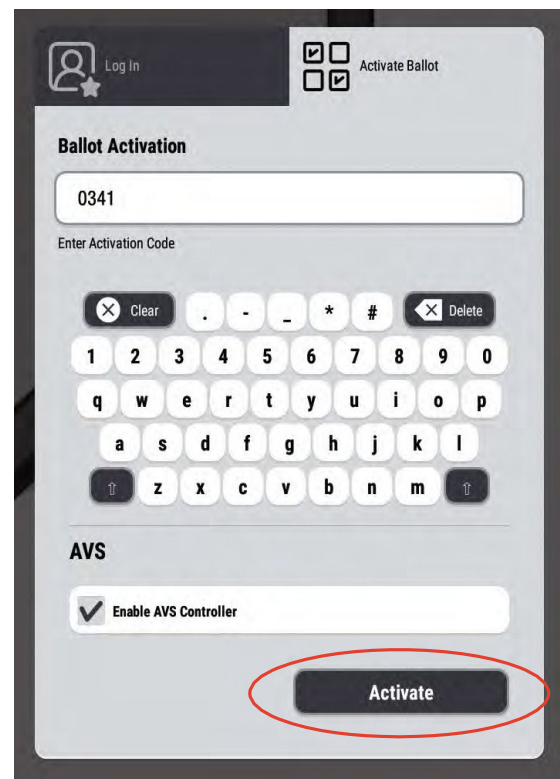 Log In
Activate Ballot
Ballot Activation
0341
Enter Activation Code
Clear . - _ * # Delete
1 2 3 4 5 6 7 8 9 0
q w e r t y u i o p
a s d f g h j k l
z x c v b n m
AVS
Enable AVS Controller
Activate